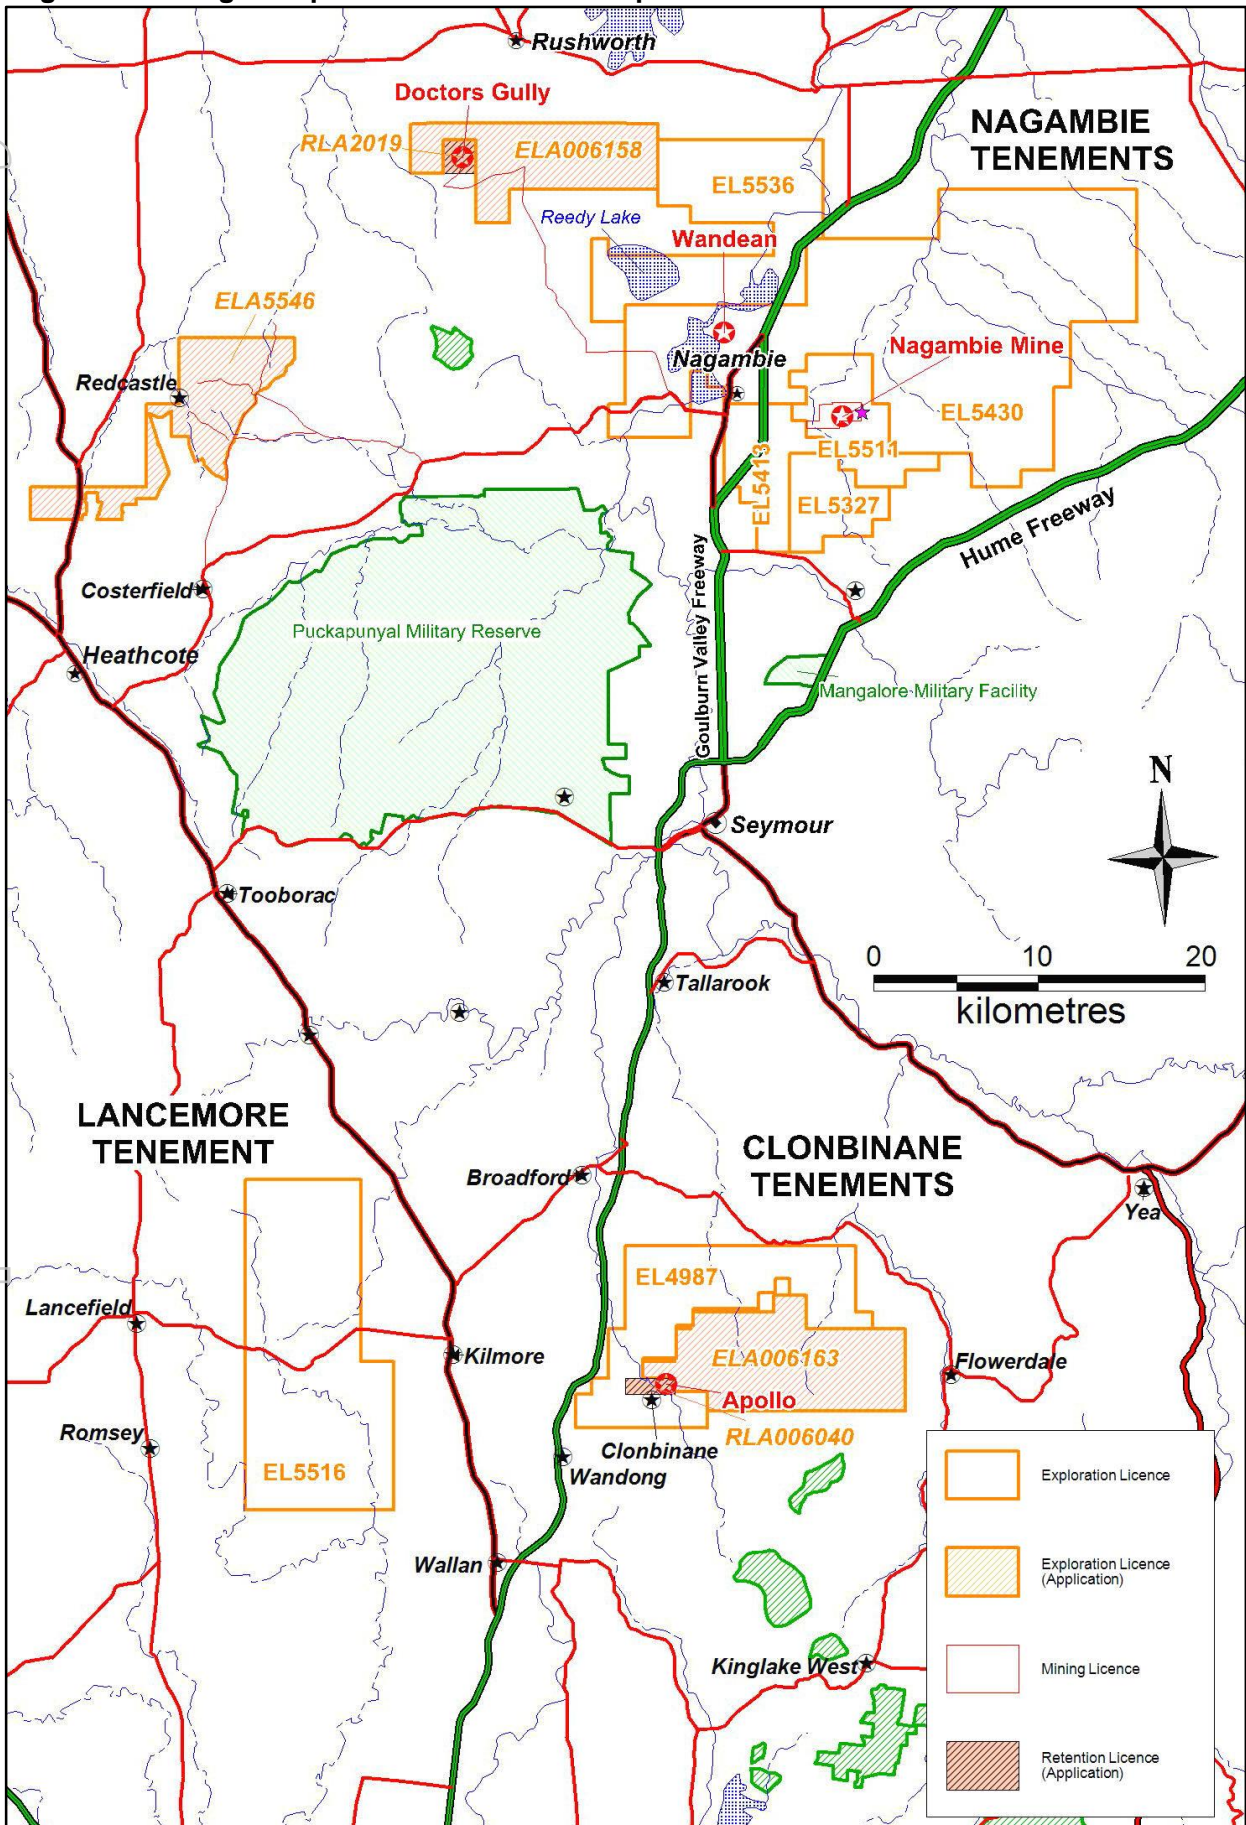 Rushworth
Doctors Gully
NAGAMBIE
TENEMENTS
RLA2019
ELA006158
EL5536
Reedy Lake
Wandean
ELA5546
Nagambie Mine
Nagambie
Redcastle
EL5430
EL5511
EL5413
EL5327
Hume Freeway
Costerfield
Goulburn Valley Freeway
Puckapunyal Military Reserve
Heathcote
Mangalore Military Facility
N
Seymour
Tooborac
0 10 20
kilometres
Tallarook
LANCEMORE
TENEMENT
CLONBINANE
TENEMENTS
Broadford
Yea
EL4987
Lancefield
Kilmore
ELA006163
Flowerdale
Apollo
Romsey
RLA006040
Clonbinane
EL5516
Wandong
Exploration Licence
Exploration Licence
(Application)
Wallan
Kinglake West
Mining Licence
Retention Licence
(Application)